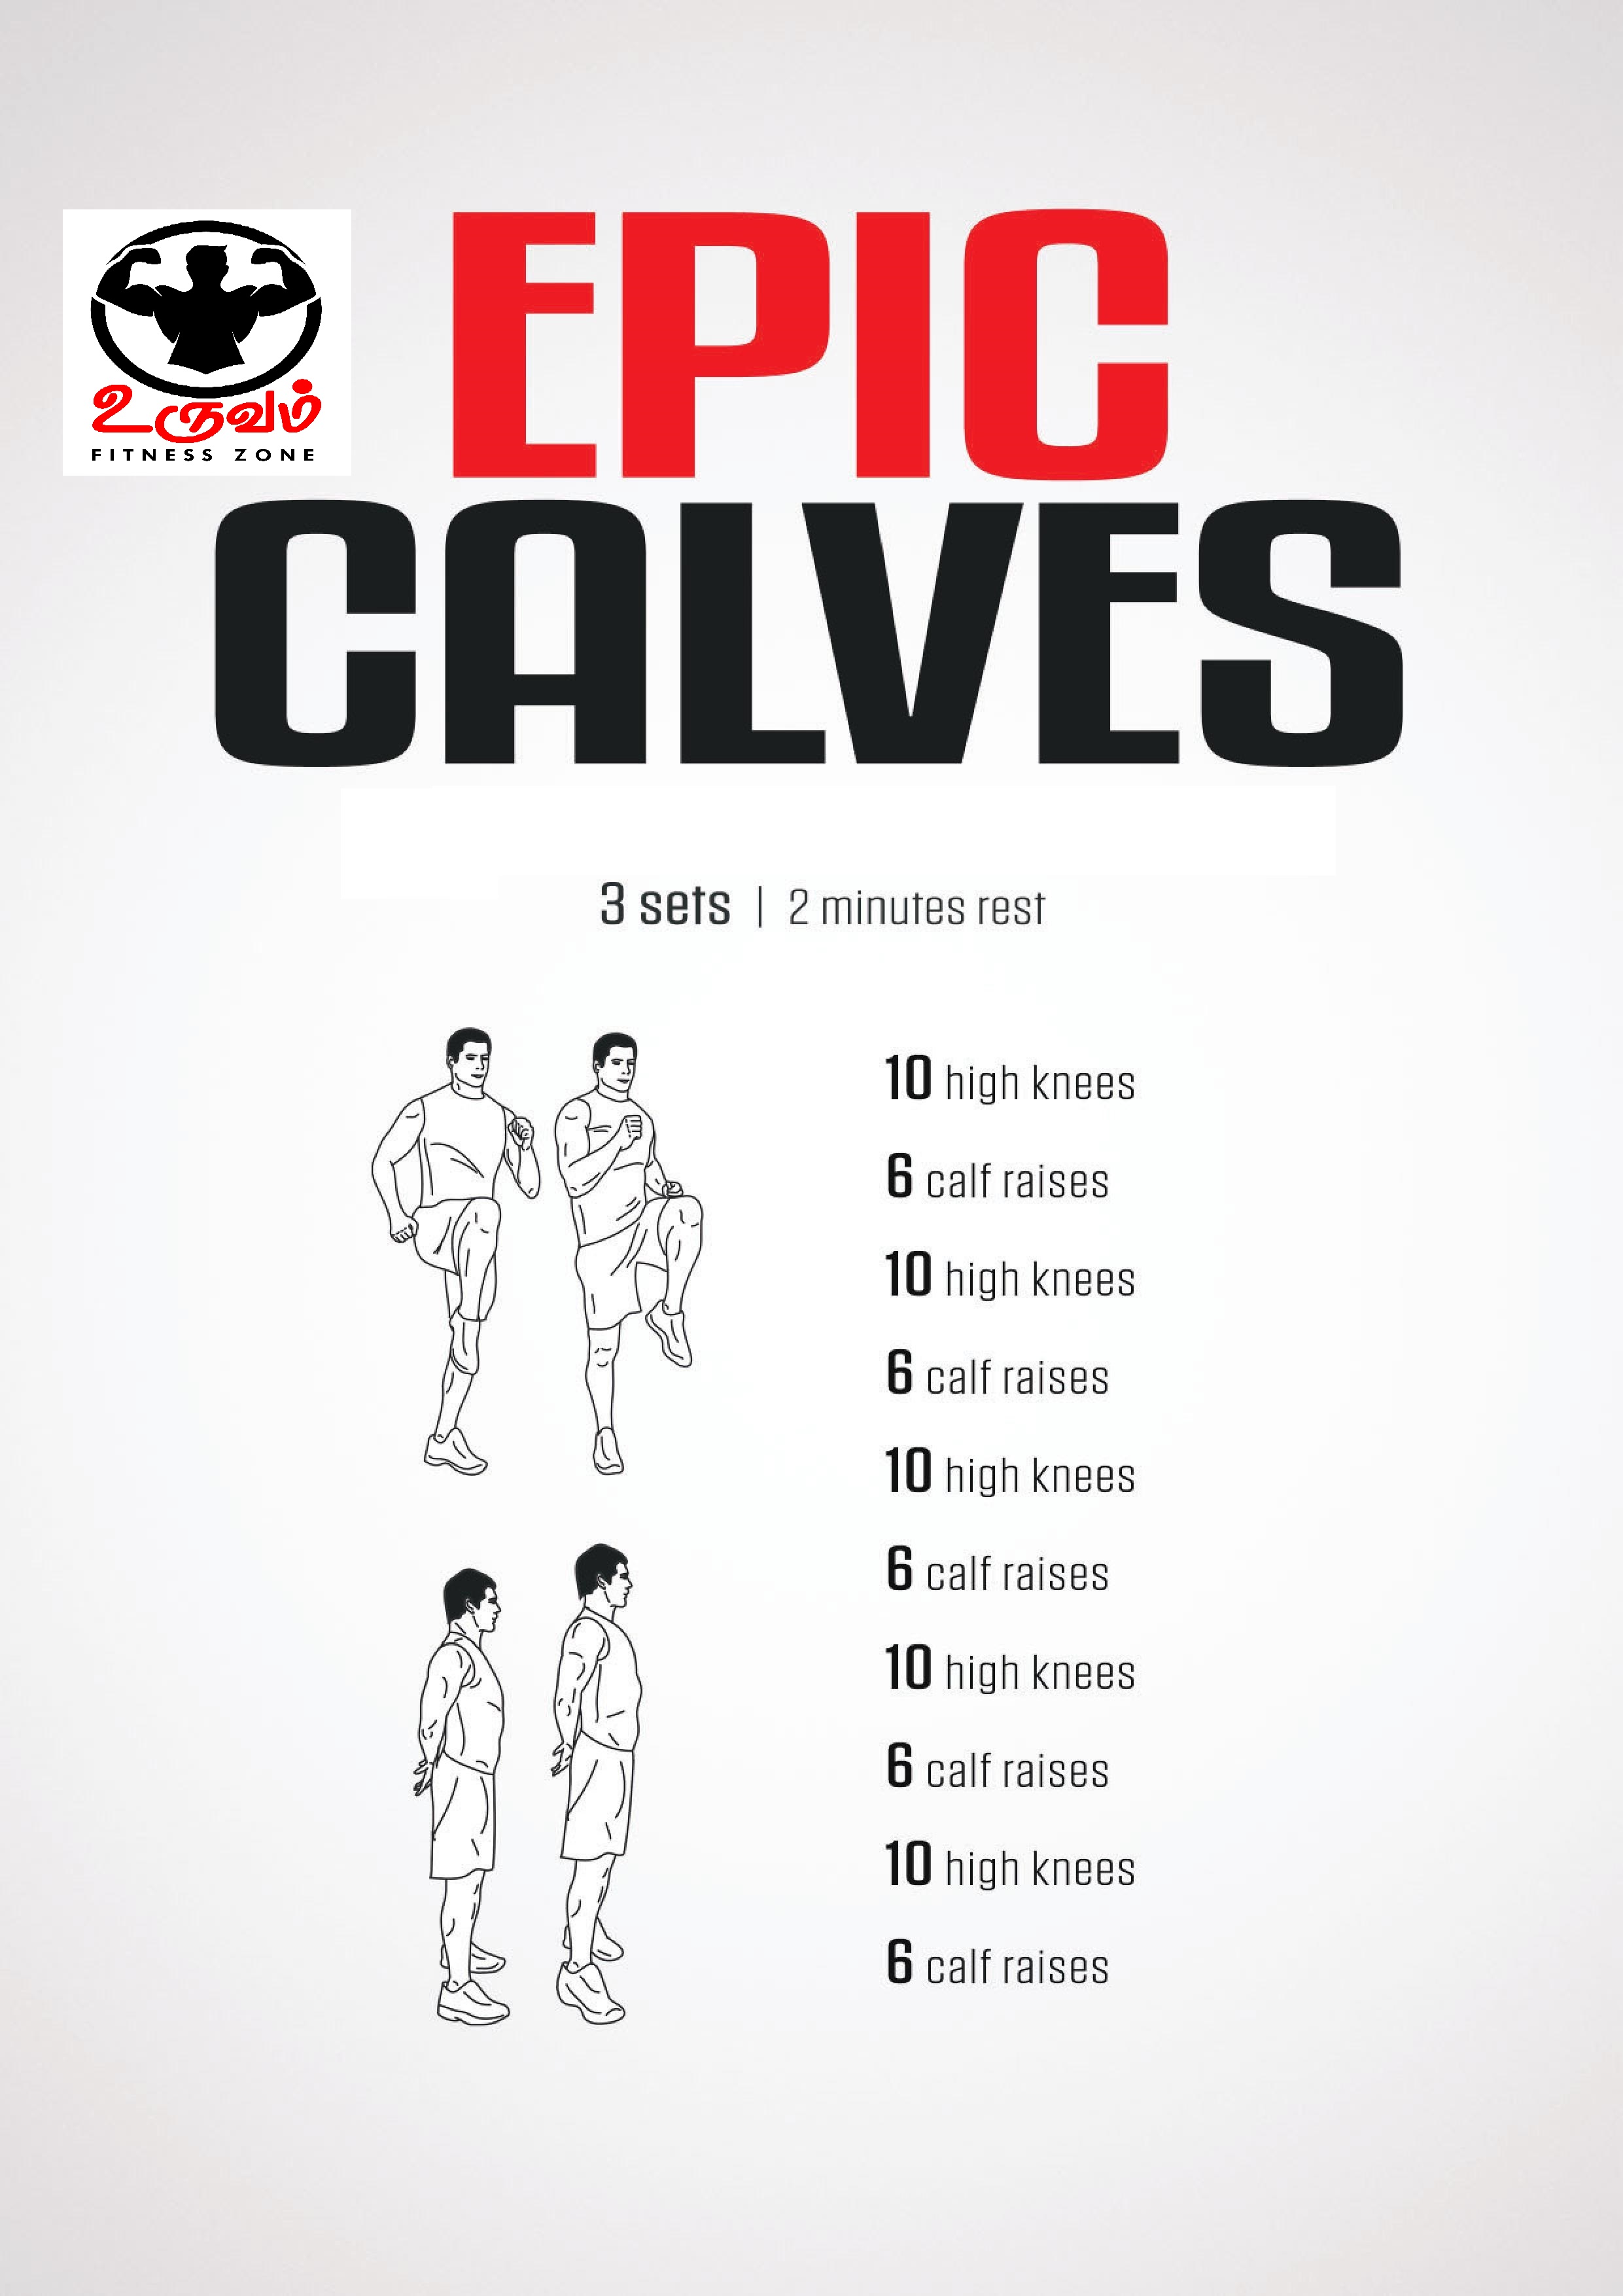 உருவம்
FITNESS ZONE
EPIC
CALVES
3 sets | 2 minutes rest
10 high knees
6 calf raises
10 high knees
6 calf raises
10 high knees
6 calf raises
10 high knees
6 calf raises
10 high knees
6 calf raises